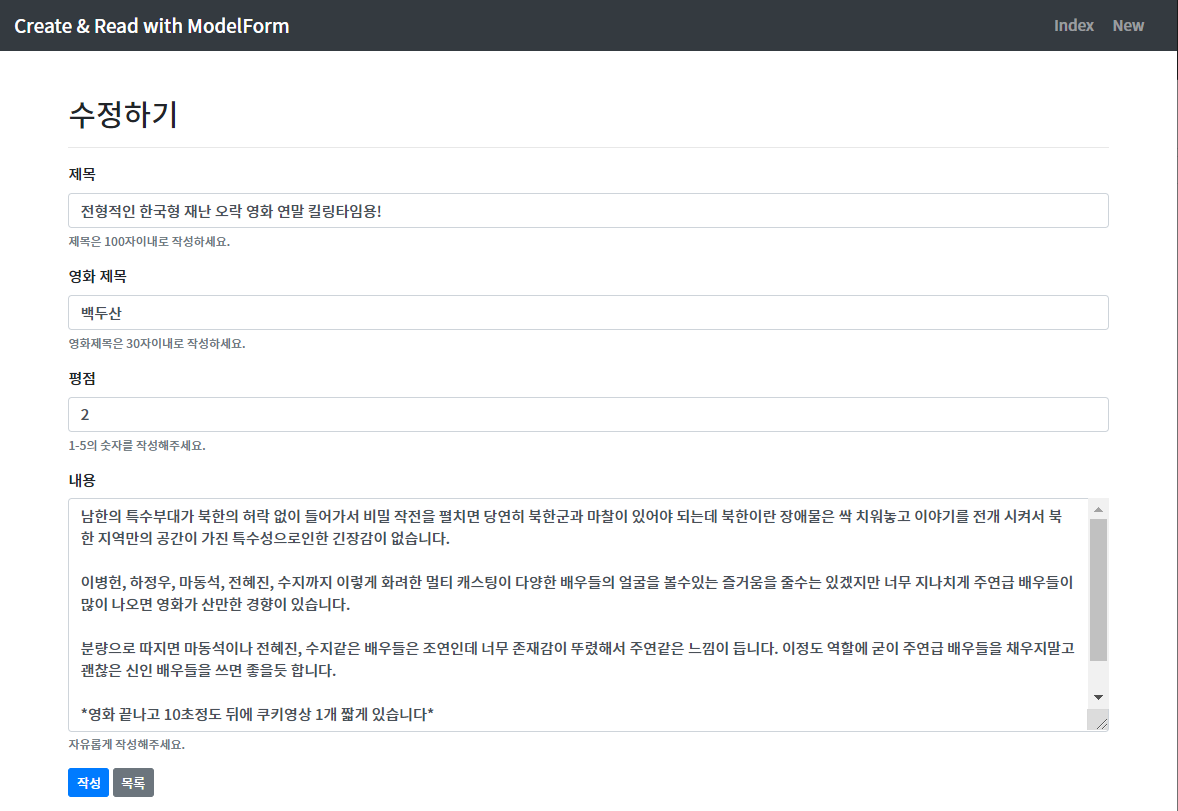 Create & Read with ModelForm
Index New
수정하기
제목
전형적인 한국형 재난 오락 영화 연말 킬링타임용!
제목은 100자이내로 작성하세요.
영화 제목
백두산
영화제목은 30자이내로 작성하세요.
평점
2
1-5의 숫자를 작성해주세요.
내용
남한의 특수부대가 북한의 허락 없이 들어가서 비밀 작전을 펼치면 당연히 북한군과 마찰이 있어야 되는데 북한이란 장애물은 싹 치워놓고 이야기를 전개 시켜서 북
한 지역만의 공간이 가진 특수성으로인한 긴장감이 없습니다.
이병헌, 하정우, 마동석, 전혜진, 수지까지 이렇게 화려한 멀티 캐스팅이 다양한 배우들의 얼굴을 볼수있는 즐거움을 줄수는 있겠지만 너무 지나치게 주연급 배우들이
많이 나오면 영화가 산만한 경향이 있습니다.
분량으로 따지면 마동석이나 전혜진, 수지같은 배우들은 조연인데 너무 존재감이 뚜렸해서 주연같은 느낌이 듭니다. 이정도 역할에 굳이 주연급 배우들을 채우지말고
괜찮은 신인 배우들을 쓰면 좋을듯 합니다.
*영화 끝나고 10초정도 뒤에 쿠키영상 1개 짧게 있습니다*
자유롭게 작성해주세요.
작성 목록